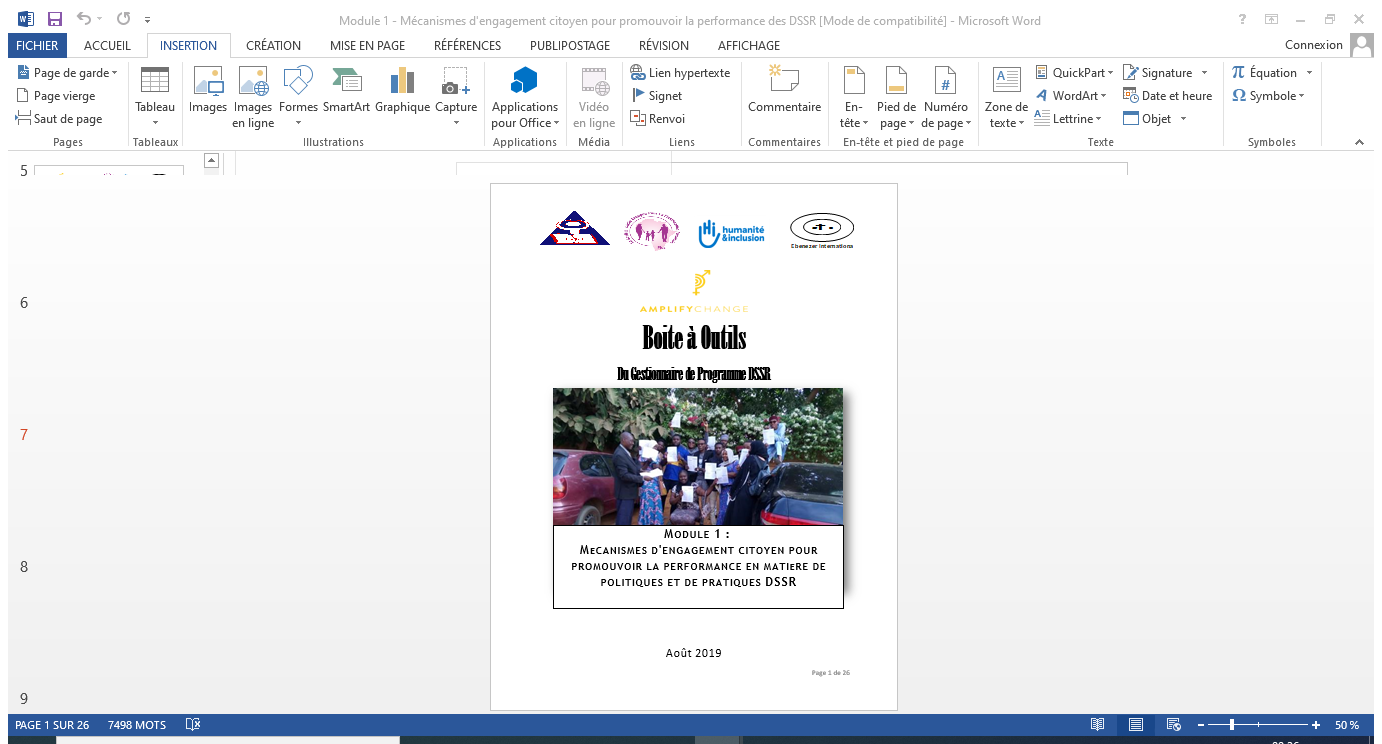 Module 1 - Mécanismes d'engagement citoyen pour promouvoir la performance des DSSR [Mode de compatibilité] - Microsoft Word
FICHIER ACCUEIL INSERTION CRÉATION MISE EN PAGE RÉFÉRENCES PUBLIPOSTAGE RÉVISION AFFICHAGE Connexion
Page de garde
Page vierge
Saut de page
Pages
Tableau
Tableaux
Images
Images en ligne
Formes
SmartArt
Graphique
Capture
Illustrations
Applications pour Office
Applications
Vidéo en ligne
Média
Lien hypertexte
Signet
Renvoi
Liens
Commentaire
Commentaires
En-tête
Pied de page
Numéro de page
En-tête et pied de page
Zone de texte
QuickPart
WordArt
Lettrine
Signature
Date et heure
Objet
Texte
Équation
Symbole
Symboles
5
6
7
8
9
humanité
&inclusion
Ebenezer International
AMPLIFYCHANGE
Boite à Outils
Du Gestionnaire de Programme DSSR
MODULE 1 :
MECANISMES D'ENGAGEMENT CITOYEN POUR
PROMOUVOIR LA PERFORMANCE EN MATIERE DE
POLITIQUES ET DE PRATIQUES DSSR
Août 2019
Page 1 de 26
PAGE 1 SUR 26 7498 MOTS 50 %